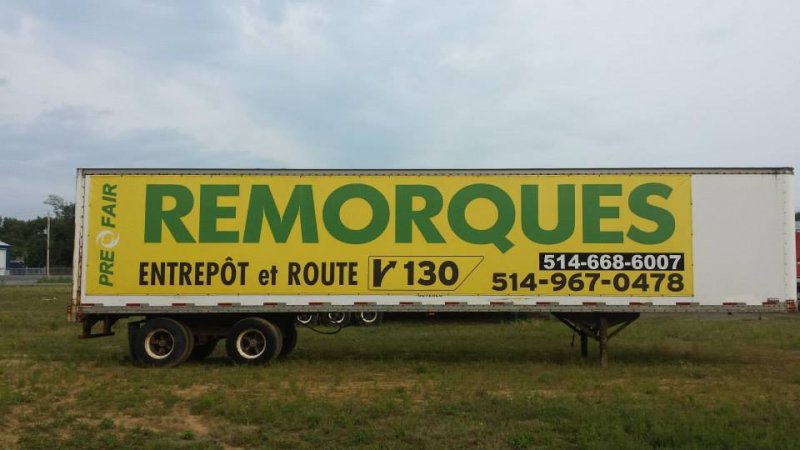 PRE FAIR
REMORQUES
ENTREPÔT et ROUTE r 130
514-668-6007
514-967-0478